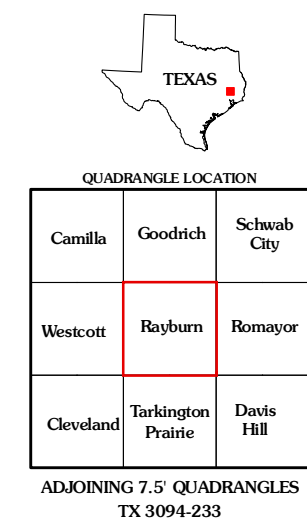 TEXAS
QUADRANGLE LOCATION
Camilla
Goodrich
Schwab
City
Westcott
Rayburn
Romayor
Cleveland
Tarkington
Prairie
Davis
Hill
ADJOINING 7.5' QUADRANGLES
TX 3094-233